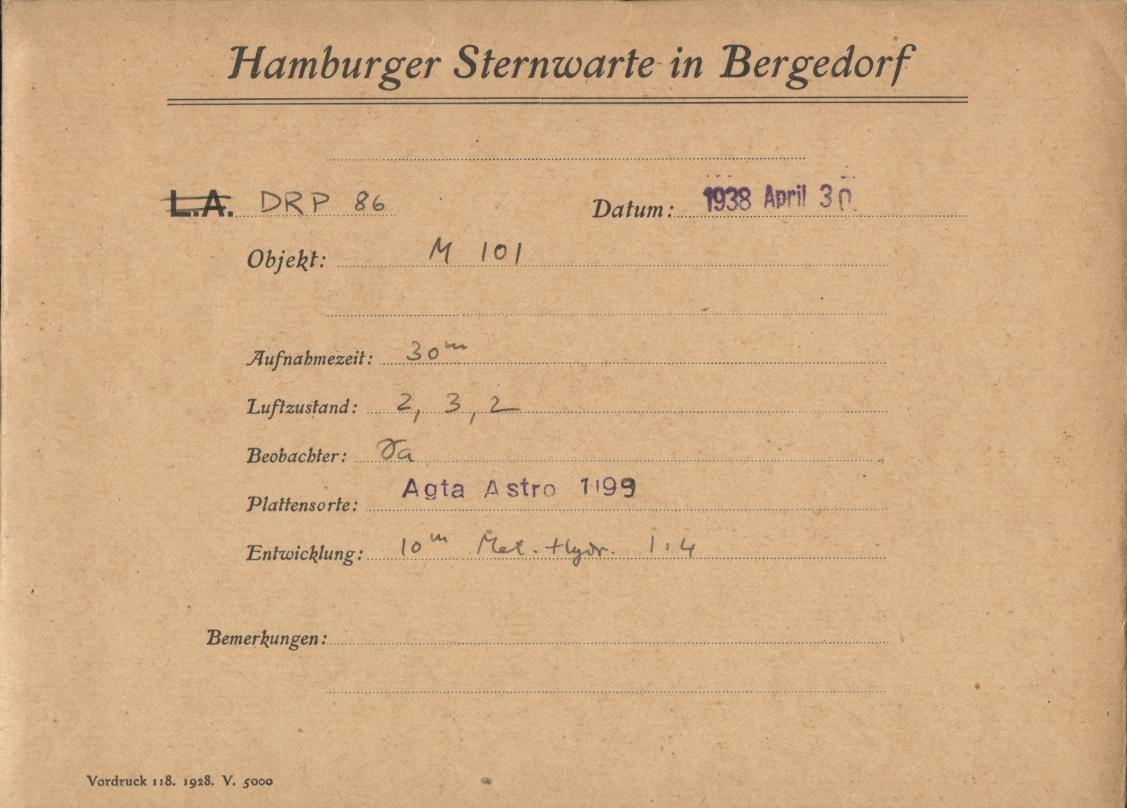 Hamburger Sternwarte in Bergedorf
L.A. DRP 86 Datum: 1938 April 30
Objekt: M 101
Aufnahmezeit: 30m
Luftzustand: 2, 3, 2
Beobachter:
Plattensorte: Agfa Astro 1199
Entwicklung: 10m Met. Hydr. 1:4
Bemerkungen:
Vordruck 118. 1928. V. 5000